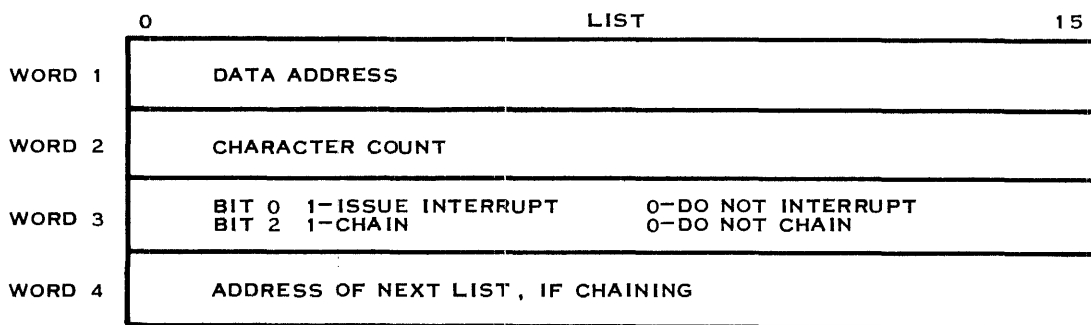 0 LIST 15
WORD 1 DATA ADDRESS
WORD 2 CHARACTER COUNT
WORD 3 BIT 0 1-ISSUE INTERRUPT 0-DO NOT INTERRUPT
BIT 2 1-CHAIN 0-DO NOT CHAIN
WORD 4 ADDRESS OF NEXT LIST, IF CHAINING